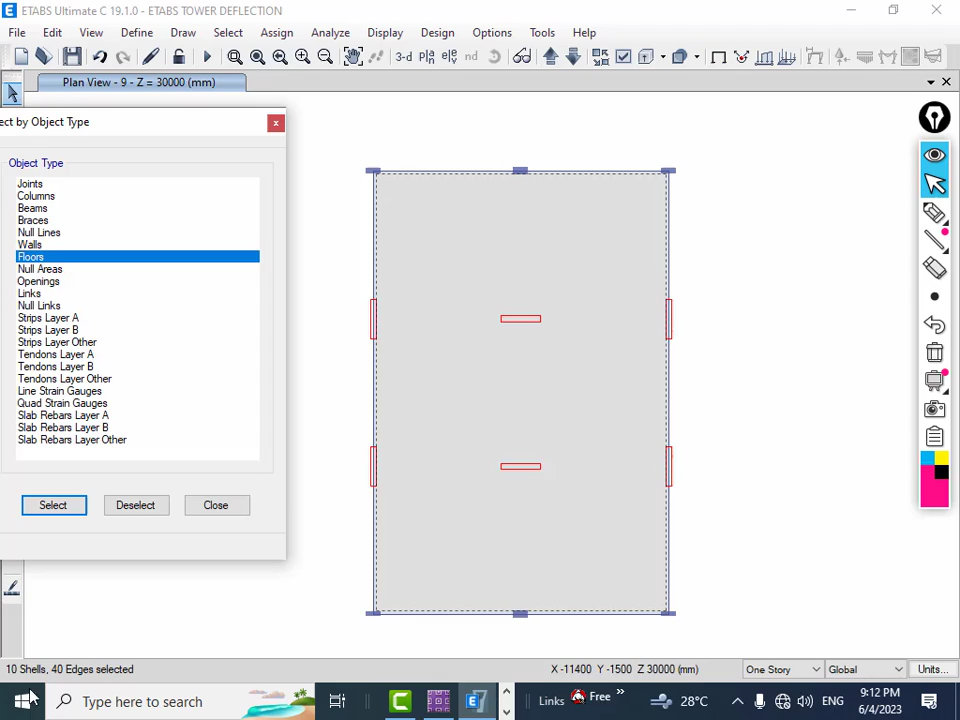 ETABS Ultimate C 19.1.0 - ETABS TOWER DEFLECTION
File Edit View Define Draw Select Assign Analyze Display Design Options Tools Help
3-d plan elev nd
Plan View - 9 - Z = 30000 (mm)
ect by Object Type
Object Type
Joints
Columns
Beams
Braces
Null Lines
Walls
Floors
Null Areas
Openings
Links
Null Links
Strips Layer A
Strips Layer B
Strips Layer Other
Tendons Layer A
Tendons Layer B
Tendons Layer Other
Line Strain Gauges
Quad Strain Gauges
Slab Rebars Layer A
Slab Rebars Layer B
Slab Rebars Layer Other
Select Deselect Close
10 Shells, 40 Edges selected X -11400 Y -1500 Z 30000 (mm) One Story Global Units...
Type here to search Links Free 28°C ENG 9:12 PM
6/4/2023